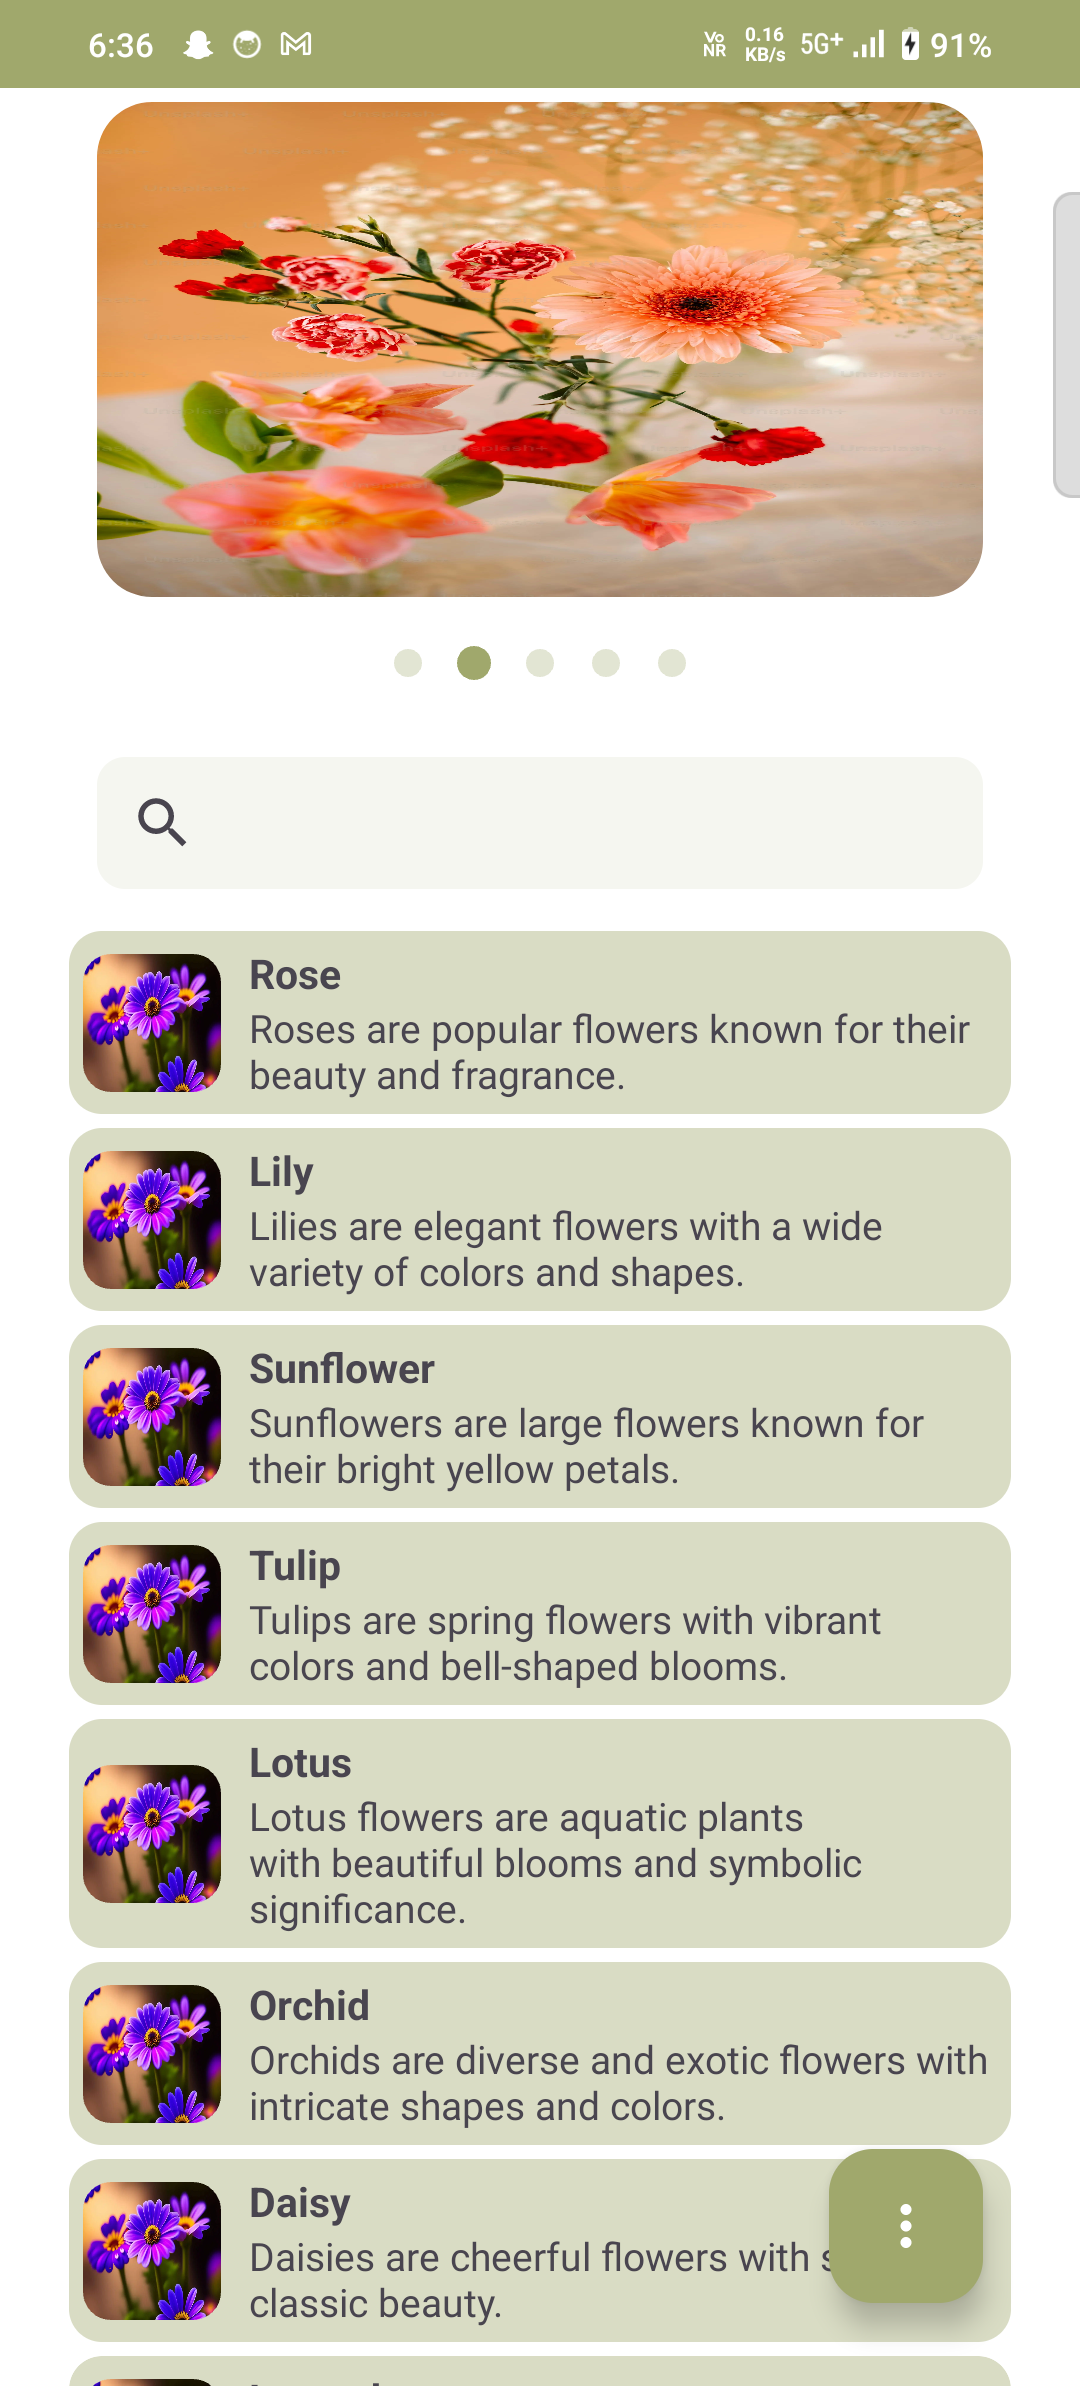 6:36
Vo NR
0.16 KB/s
5G+
91%
Unsplash+
Rose
Roses are popular flowers known for their
beauty and fragrance.
Lily
Lilies are elegant flowers with a wide
variety of colors and shapes.
Sunflower
Sunflowers are large flowers known for
their bright yellow petals.
Tulip
Tulips are spring flowers with vibrant
colors and bell-shaped blooms.
Lotus
Lotus flowers are aquatic plants
with beautiful blooms and symbolic
significance.
Orchid
Orchids are diverse and exotic flowers with
intricate shapes and colors.
Daisy
Daisies are cheerful flowers with
classic beauty.